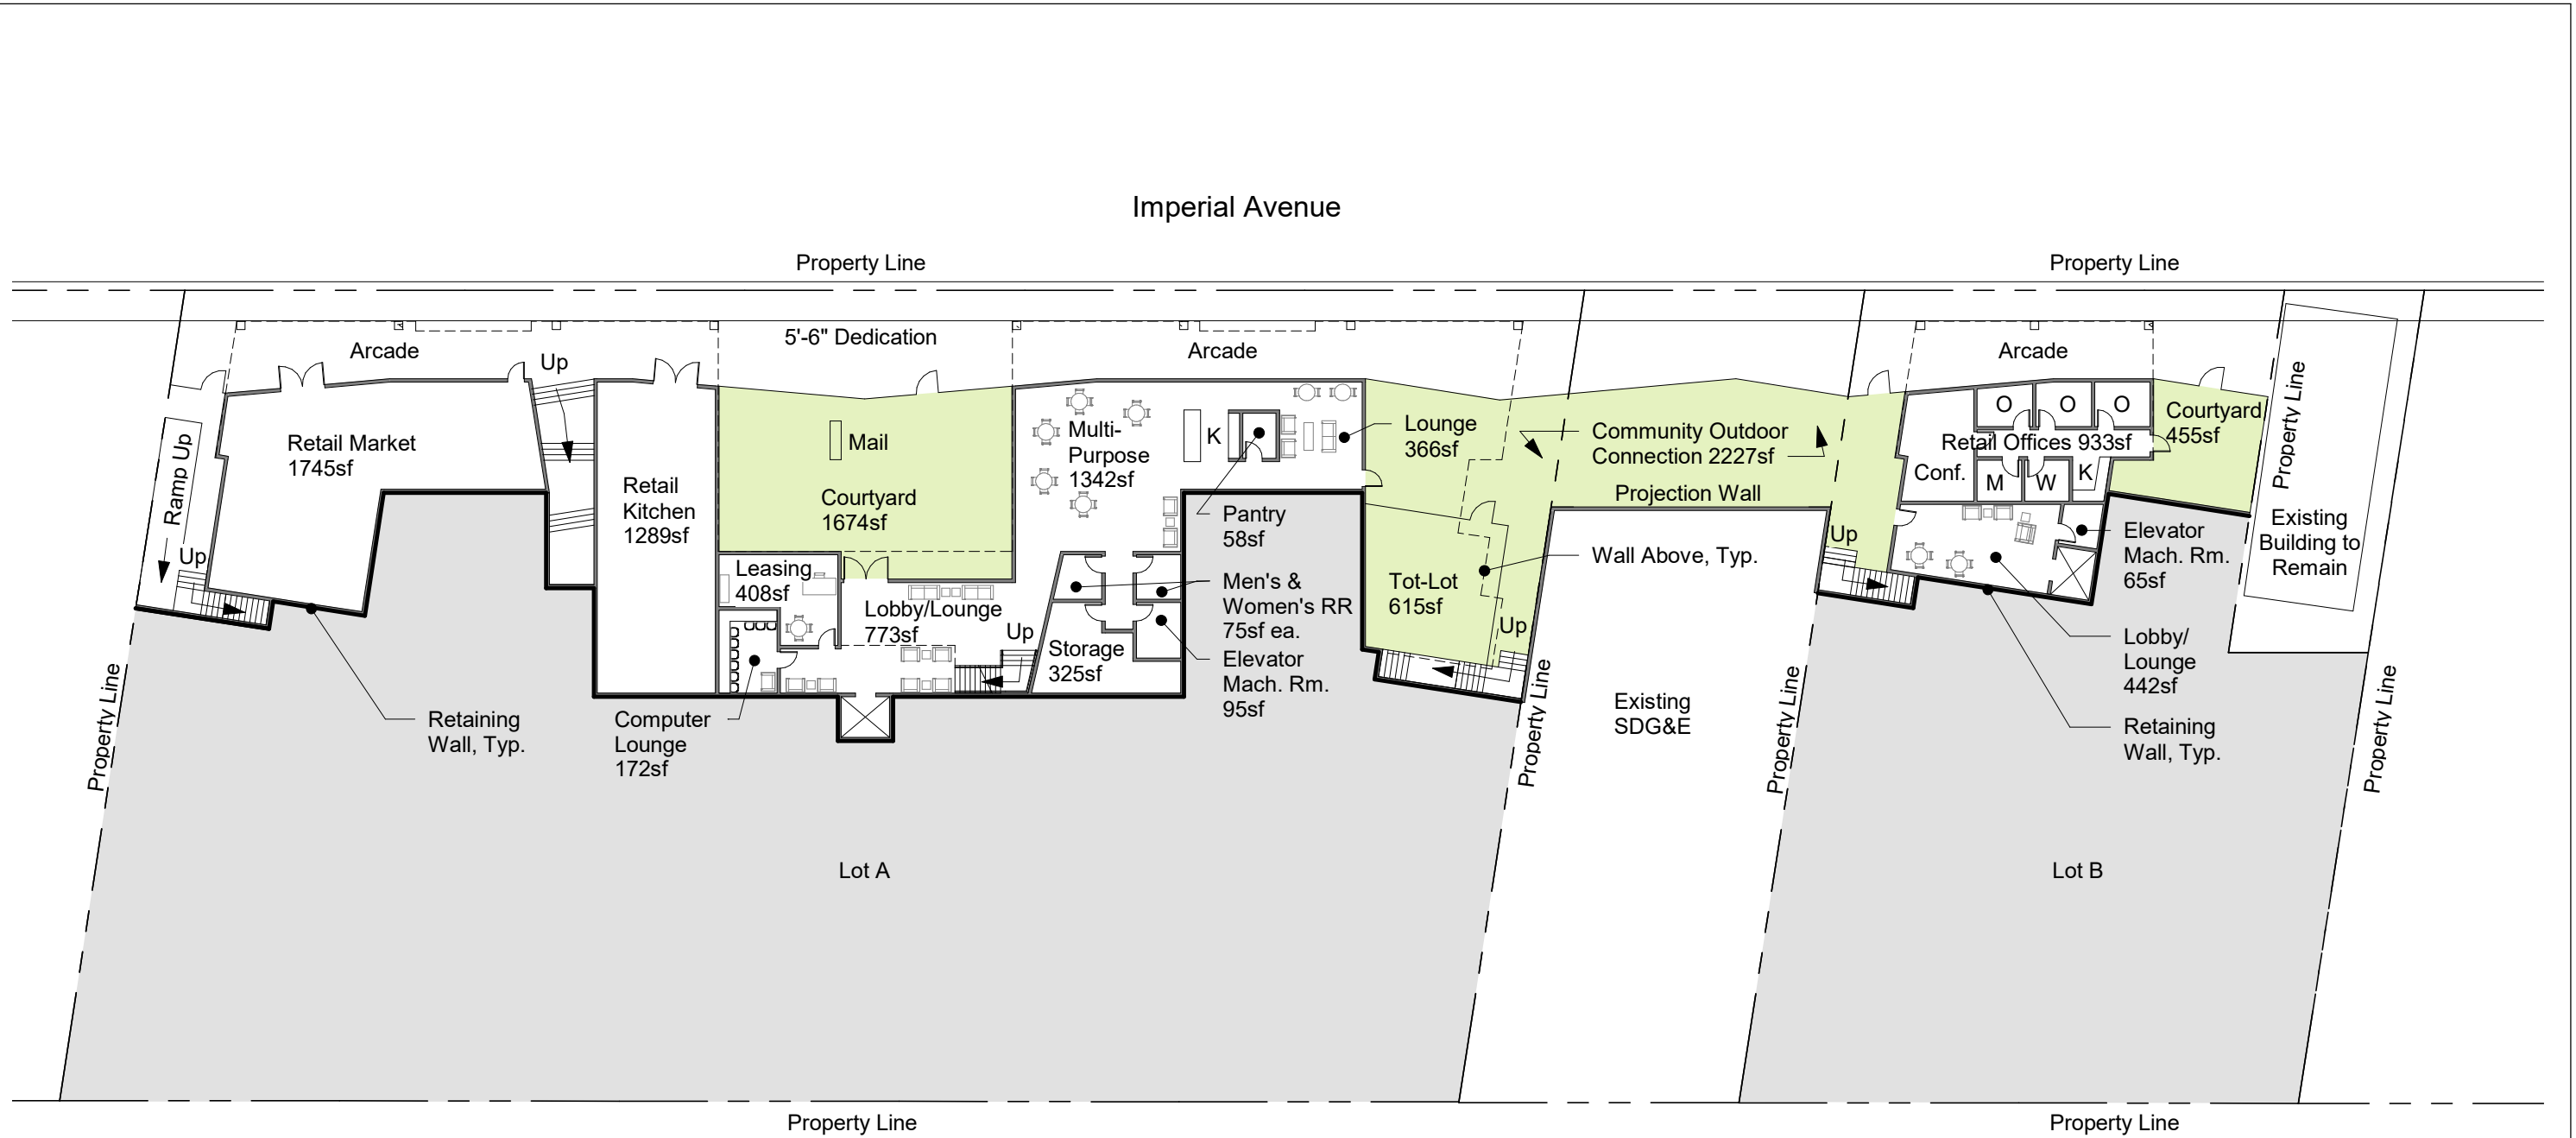 Imperial Avenue
Property Line
Property Line
5'-6" Dedication
Arcade
Up
Arcade
Arcade
Ramp Up
Up
Retail Market
1745sf
Retail
Kitchen
1289sf
Mail
Courtyard
1674sf
Multi-
Purpose
1342sf
K
Lounge
366sf
Pantry
58sf
Community Outdoor
Connection 2227sf
Projection Wall
O
O
O
Retail Offices 933sf
Conf.
M
W
K
Courtyard
455sf
Property Line
Existing
Building to
Remain
Leasing
408sf
Lobby/Lounge
773sf
Up
Storage
325sf
Men's &
Women's RR
75sf ea.
Elevator
Mach. Rm.
95sf
Tot-Lot
615sf
Up
Wall Above, Typ.
Up
Elevator
Mach. Rm.
65sf
Lobby/
Lounge
442sf
Retaining
Wall, Typ.
Retaining
Wall, Typ.
Computer
Lounge
172sf
Existing
SDG&E
Property Line
Property Line
Property Line
Property Line
Lot A
Lot B
Property Line
Property Line